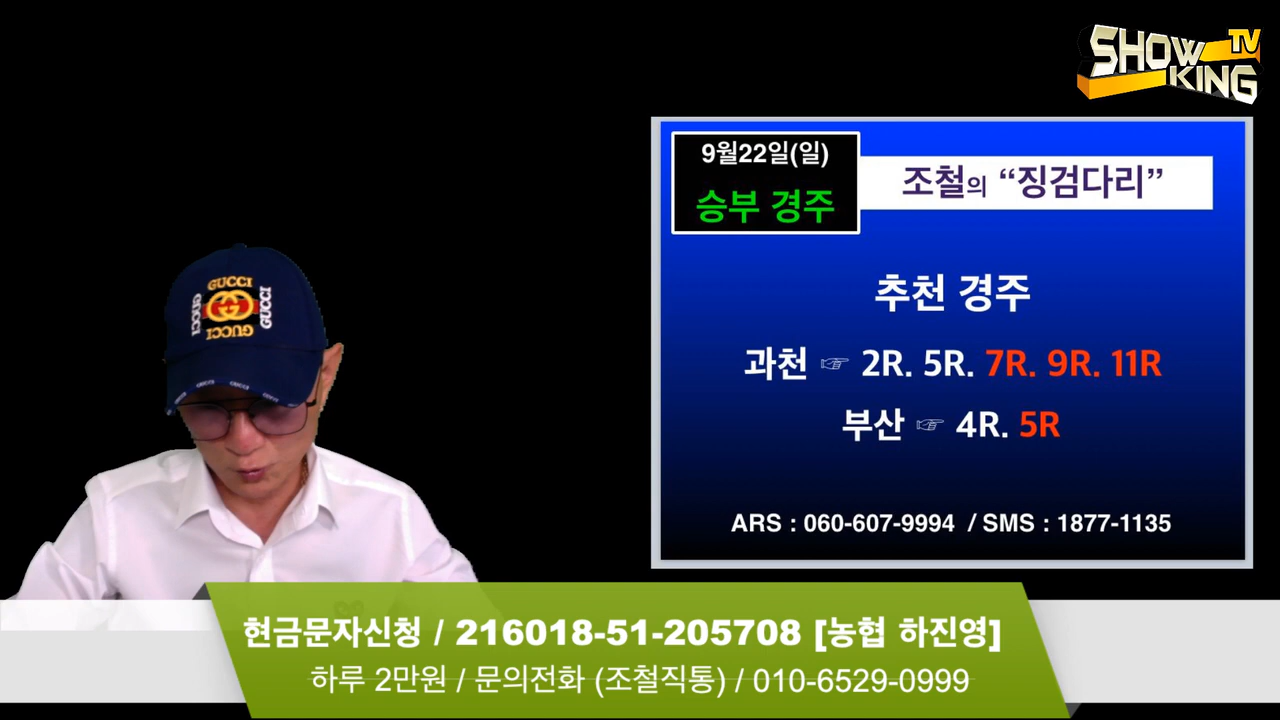 SHOW TV
KING
9월22일(일)
승부 경주
조철의 “징검다리”
추천 경주
과천 ☞ 2R. 5R. 7R. 9R. 11R
부산 ☞ 4R. 5R
ARS : 060-607-9994 / SMS : 1877-1135
GUCCI
GUCCI
GUCCI
GUCCI
현금문자신청 / 216018-51-205708 [농협 하진영]
하루 2만원 / 문의전화 (조철직통) / 010-6529-0999